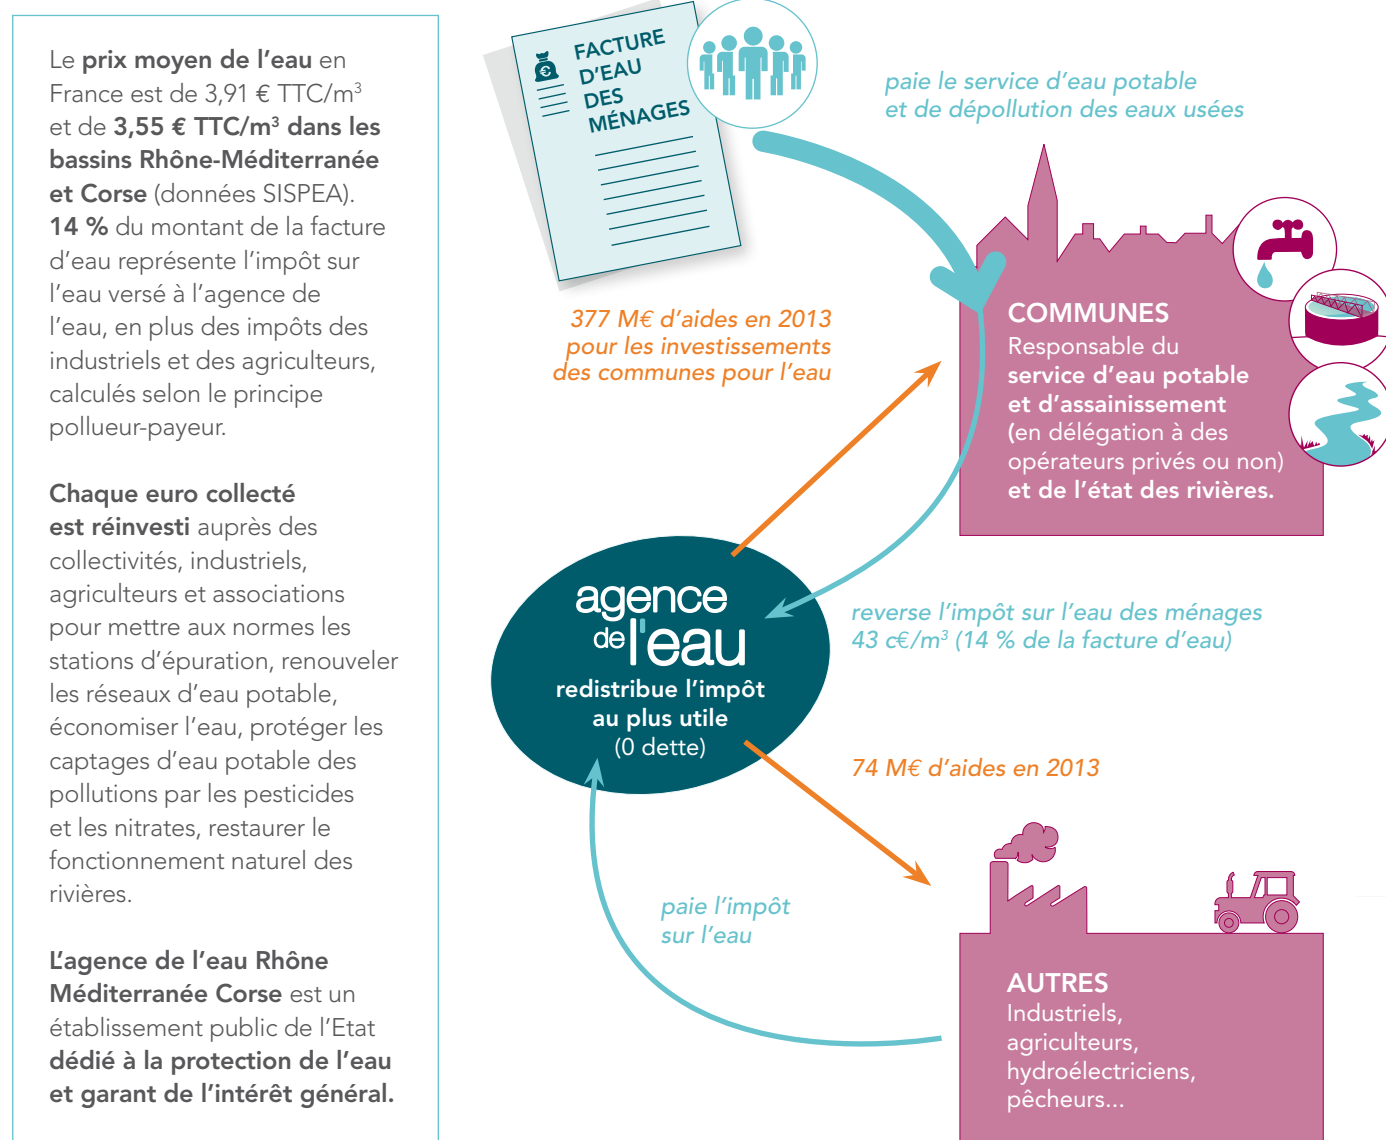 Le prix moyen de l’eau en
France est de 3,91 € TTC/m³
et de 3,55 € TTC/m³ dans les
bassins Rhône-Méditerranée
et Corse (données SISPEA).
14 % du montant de la facture
d’eau représente l’impôt sur
l’eau versé à l’agence de
l’eau, en plus des impôts des
industriels et des agriculteurs,
calculés selon le principe
pollueur-payeur.
Chaque euro collecté
est réinvesti auprès des
collectivités, industriels,
agriculteurs et associations
pour mettre aux normes les
stations d’épuration, renouveler
les réseaux d’eau potable,
économiser l’eau, protéger les
captages d’eau potable des
pollutions par les pesticides
et les nitrates, restaurer le
fonctionnement naturel des
rivières.
L’agence de l’eau Rhône
Méditerranée Corse est un
établissement public de l’Etat
dédié à la protection de l’eau
et garant de l’intérêt général.
€
FACTURE
D’EAU
DES
MÉNAGES
paie le service d’eau potable
et de dépollution des eaux usées
377 M€ d’aides en 2013
pour les investissements
des communes pour l’eau
COMMUNES
Responsable du
service d’eau potable
et d’assainissement
(en délégation à des
opérateurs privés ou non)
et de l’état des rivières.
agence
de l'eau
redistribue l’impôt
au plus utile
(0 dette)
reverse l’impôt sur l’eau des ménages
43 c€/m³ (14 % de la facture d’eau)
74 M€ d’aides en 2013
paie l’impôt
sur l’eau
AUTRES
Industriels,
agriculteurs,
hydroélectriciens,
pêcheurs...